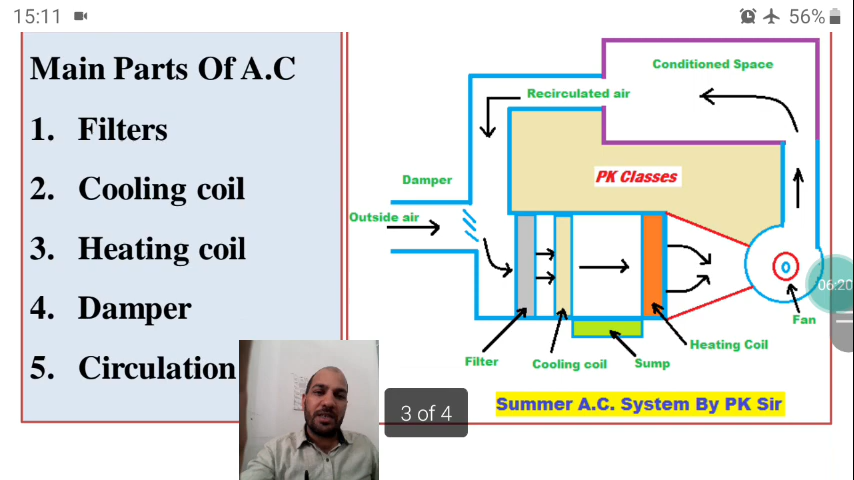 15:11
56%
Main Parts Of A.C
1. Filters
2. Cooling coil
3. Heating coil
4. Damper
5. Circulation
Conditioned Space
Recirculated air
PK Classes
Damper
Outside air
06:20
Fan
Heating Coil
Filter
Cooling coil
Sump
3 of 4
Summer A.C. System By PK Sir